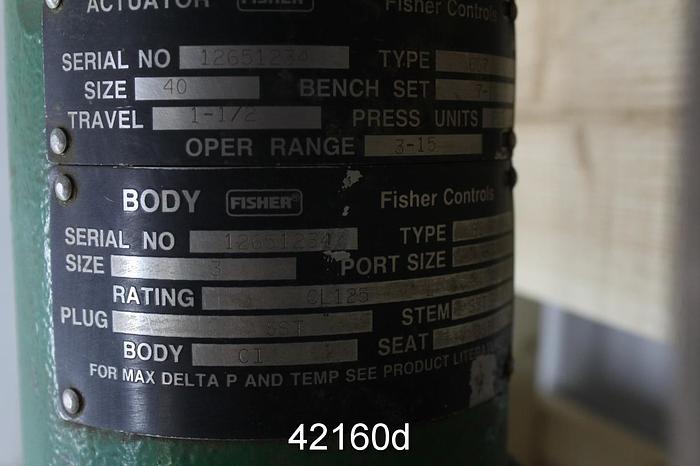 ACTUATOR FISHER Fisher Controls
SERIAL NO 12651234 TYPE
SIZE 40 BENCH SET
TRAVEL 1-1/2 PRESS UNITS
OPER RANGE 3-15
BODY FISHER® Fisher Controls
SERIAL NO 12651234 TYPE
SIZE 3 PORT SIZE
RATING CL125
PLUG SST STEM SST
BODY CI SEAT
FOR MAX DELTA P AND TEMP SEE PRODUCT
42160d